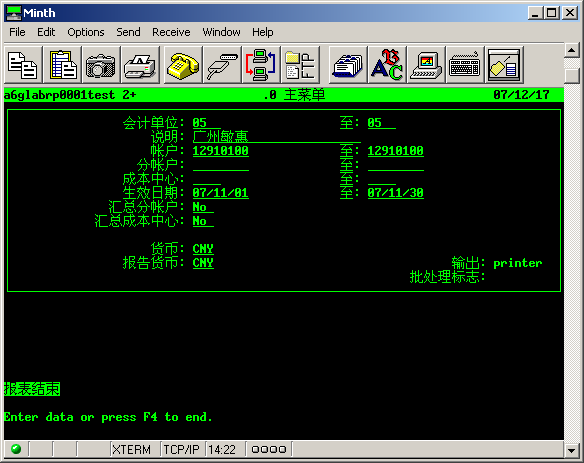 Minth
File Edit Options Send Receive Window Help
a6glabrp0001test 2+ .0 主菜单 07/12/17
会计单位: 05 至: 05
说明: 广州敏惠
帐户: 12910100 至: 12910100
分帐户: 至:
成本中心: 至:
生效日期: 07/11/01 至: 07/11/30
汇总分帐户: No
汇总成本中心: No
货币: CNY
报告货币: CNY 输出: printer
批处理标志:
报表结束
Enter data or press F4 to end.
XTERM TCP/IP 14:22